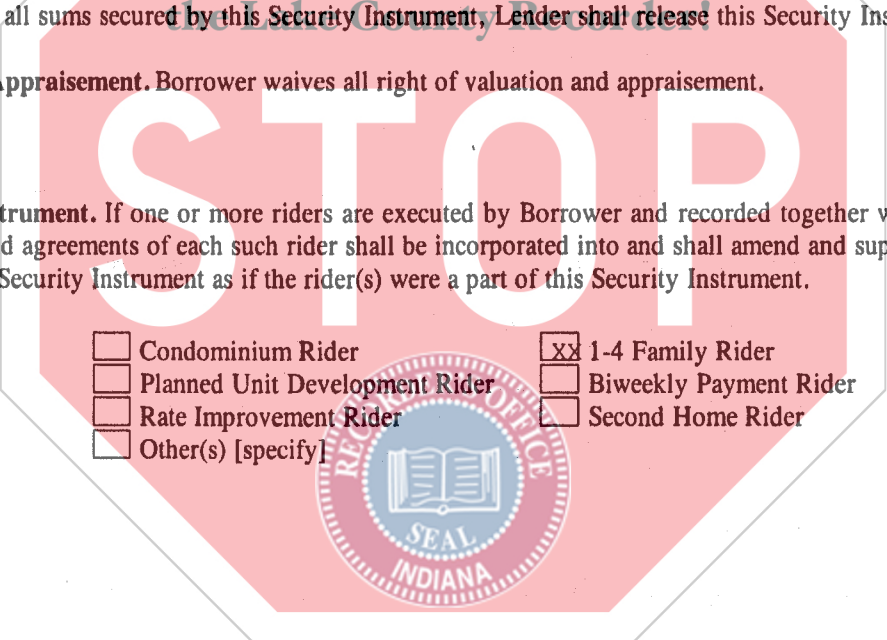 the Lake County Recorder!
all sums secured by this Security Instrument, Lender shall release this Security Ins
Appraisement. Borrower waives all right of valuation and appraisement.
STOP
trument. If one or more riders are executed by Borrower and recorded together w
d agreements of each such rider shall be incorporated into and shall amend and sup
Security Instrument as if the rider(s) were a part of this Security Instrument.
Condominium Rider
XX 1-4 Family Rider
Planned Unit Development Rider
Biweekly Payment Rider
Rate Improvement Rider
Second Home Rider
Other(s) [specify]
RECORDER'S OFFICE
SEAL
INDIANA